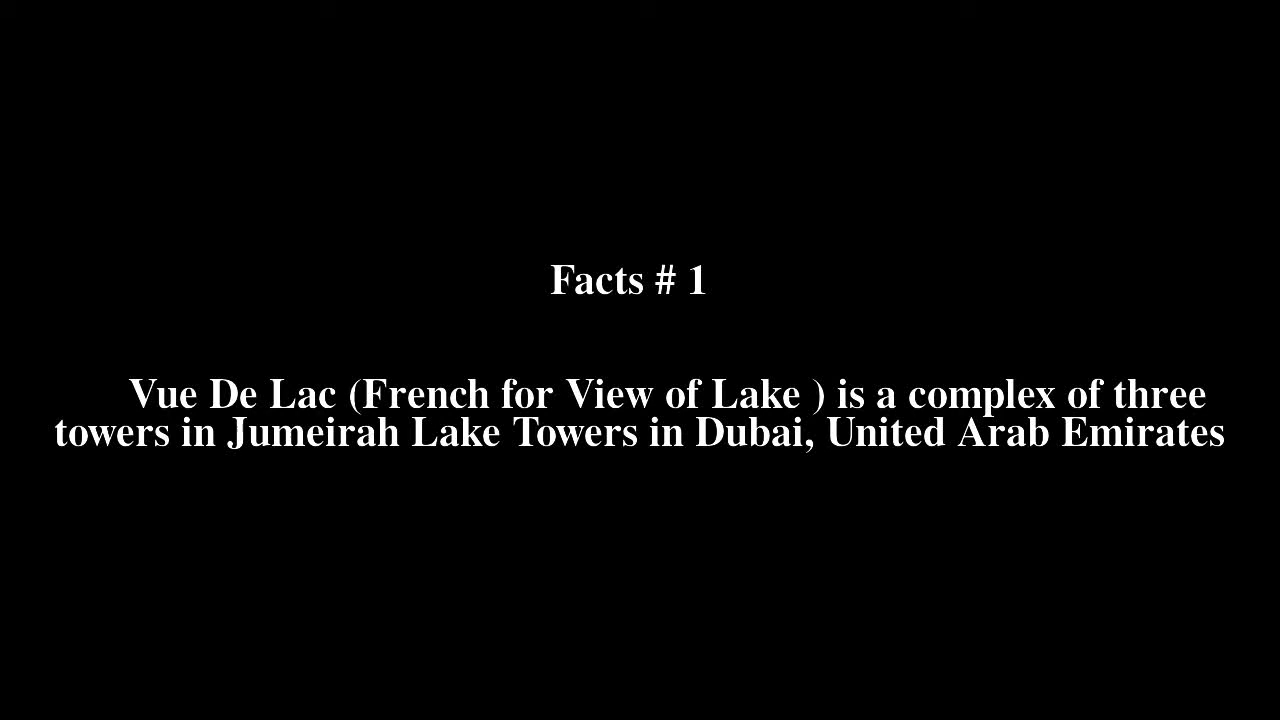 Facts # 1
Vue De Lac (French for View of Lake ) is a complex of three
towers in Jumeirah Lake Towers in Dubai, United Arab Emirates